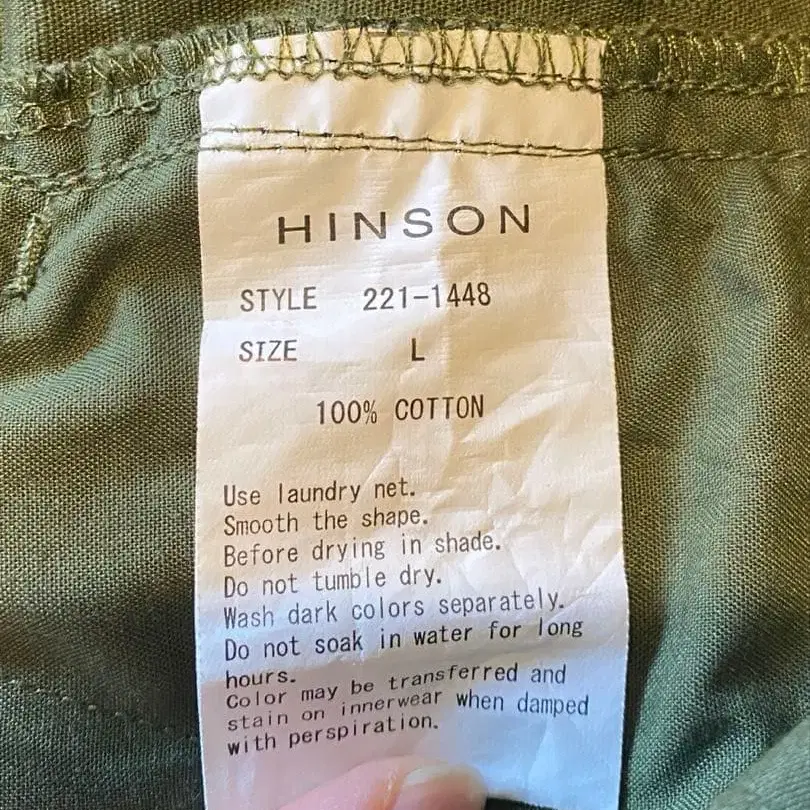 HINSON
STYLE 221-1448
SIZE L
100% COTTON
Use laundry net.
Smooth the shape.
Before drying in shade.
Do not tumble dry.
Wash dark colors separately.
Do not soak in water for long
hours.
Color may be transferred and
stain on innerwear when damped
with perspiration.